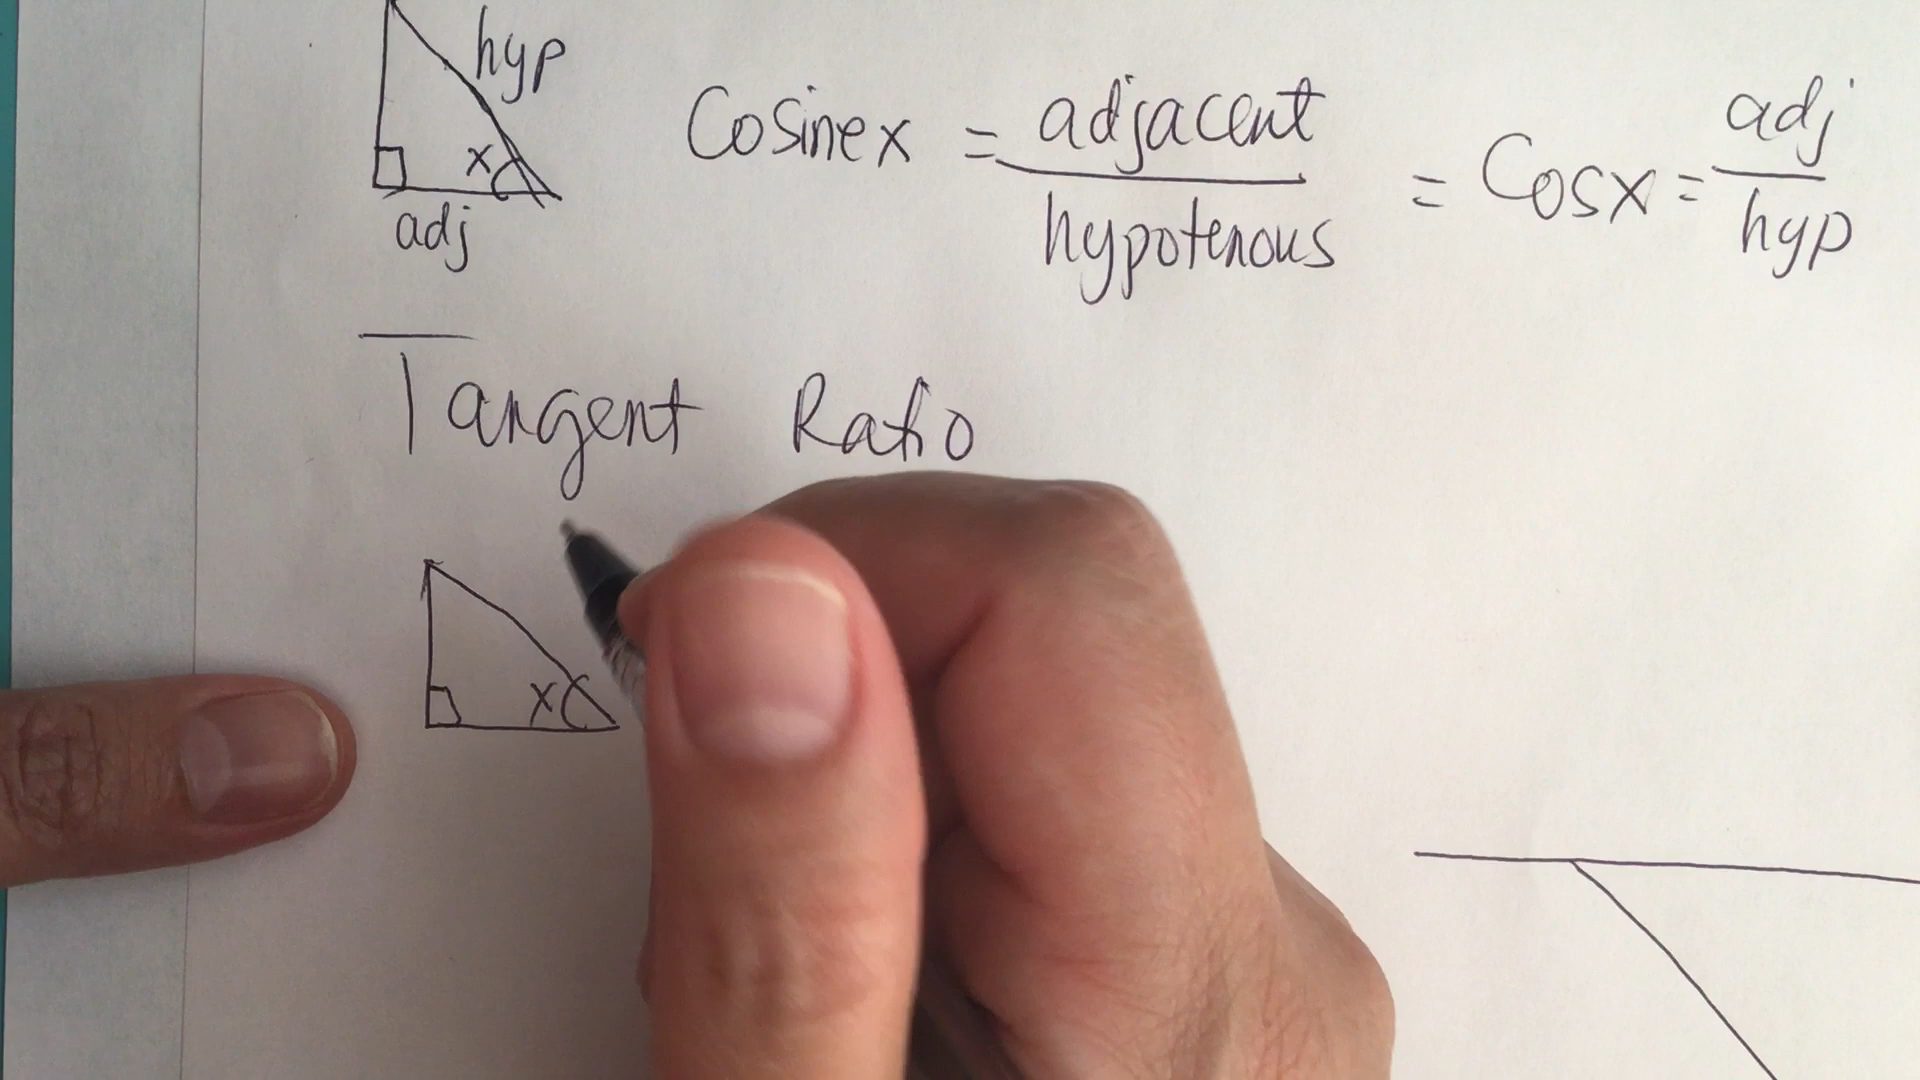 hyp
x
adj
Cosine x = adjacent / hypotenous = Cos x = adj / hyp
Tangent Ratio
x